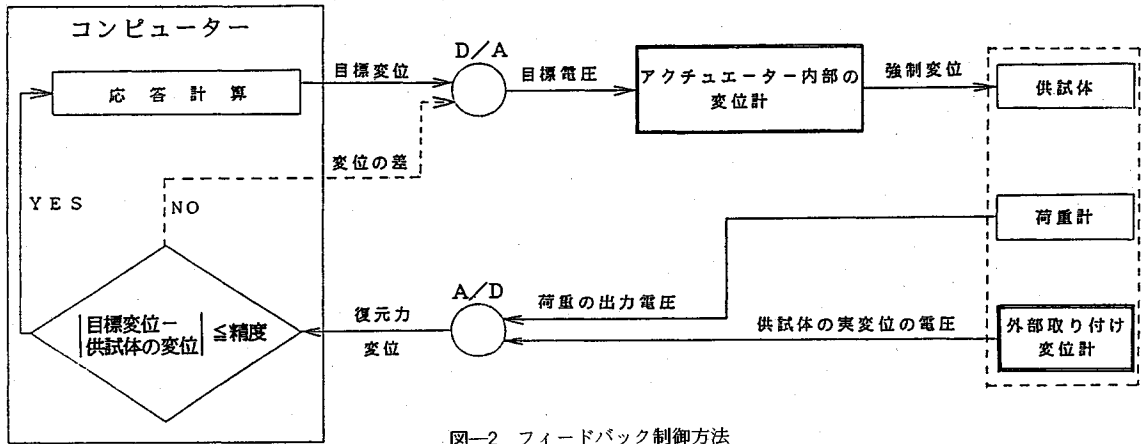 コンピューター
応答計算
目標変位
D/A
目標電圧
アクチュエーター内部の
変位計
強制変位
供試体
変位の差
YES
NO
荷重計
|目標変位－
供試体の変位| ≦精度
復元力
変位
A/D
荷重の出力電圧
供試体の実変位の電圧
外部取り付け
変位計
図―2 フィードバック制御方法